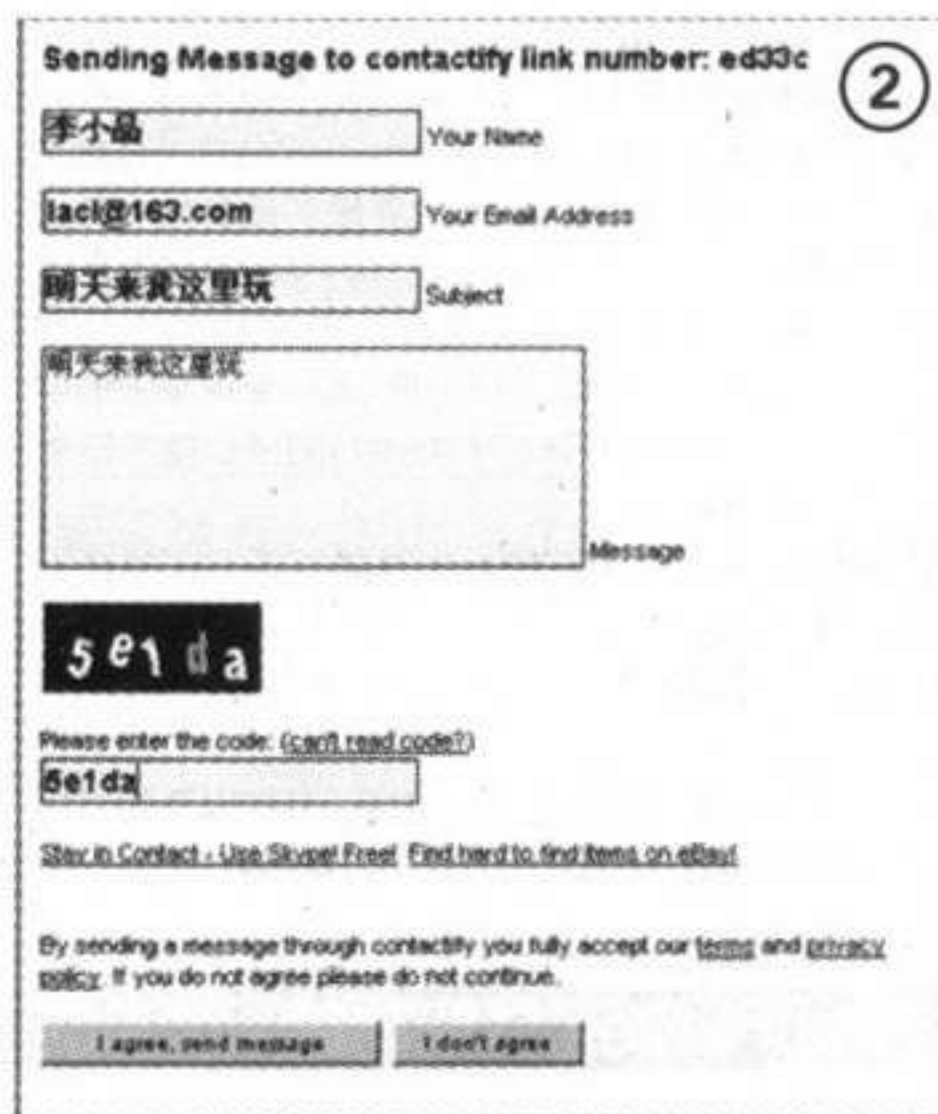 Sending Message to contactify link number: ed33c
②
李小品
Your Name
iaci@163.com
Your Email Address
明天来我这里玩
Subject
明天来我这里玩
Message
5e1da
Please enter the code: (can't read code?)
5e1da
Stay in Contact - Use Skype! Free! Find hard to find items on eBay!
By sending a message through contactify you fully accept our terms and privacy
policy. If you do not agree please do not continue.
I agree, send message
I don't agree